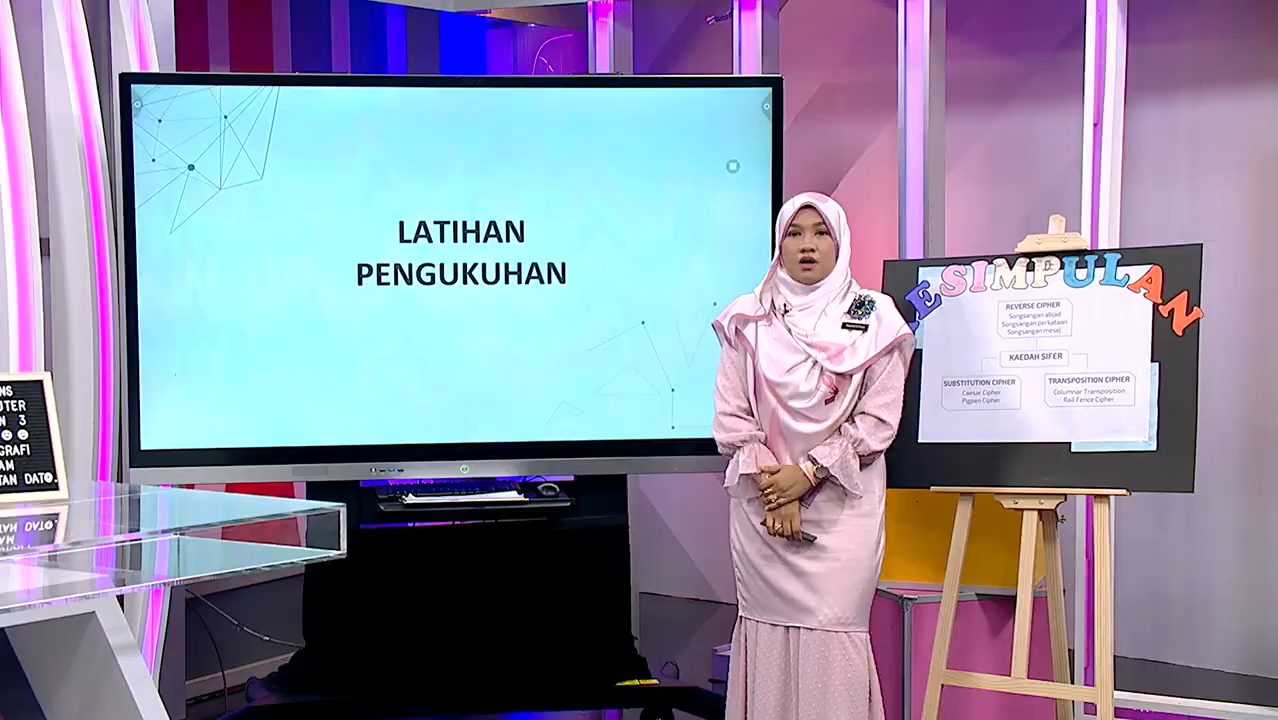 LATIHAN
PENGUKUHAN
ESIMPULAN
REVERSE CIPHER
Songsangan abjad
Songsangan perkataan
Songsangan mesej
KAEDAH SIFER
SUBSTITUTION CIPHER
Caesar Cipher
Pigpen Cipher
TRANSPOSITION CIPHER
Columnar Transposition
Rail Fence Cipher
NS
UTER
N 3
GRAFI
AM
TAN DATO.